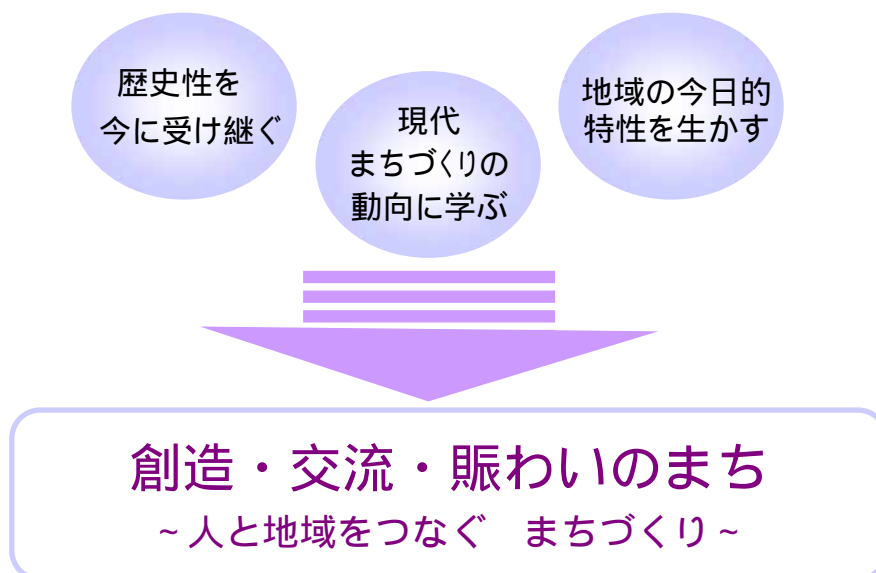 歴史性を
今に受け継ぐ
現代
まちづくりの
動向に学ぶ
地域の今日的
特性を生かす
創造・交流・賑わいのまち
~人と地域をつなぐ　まちづくり~